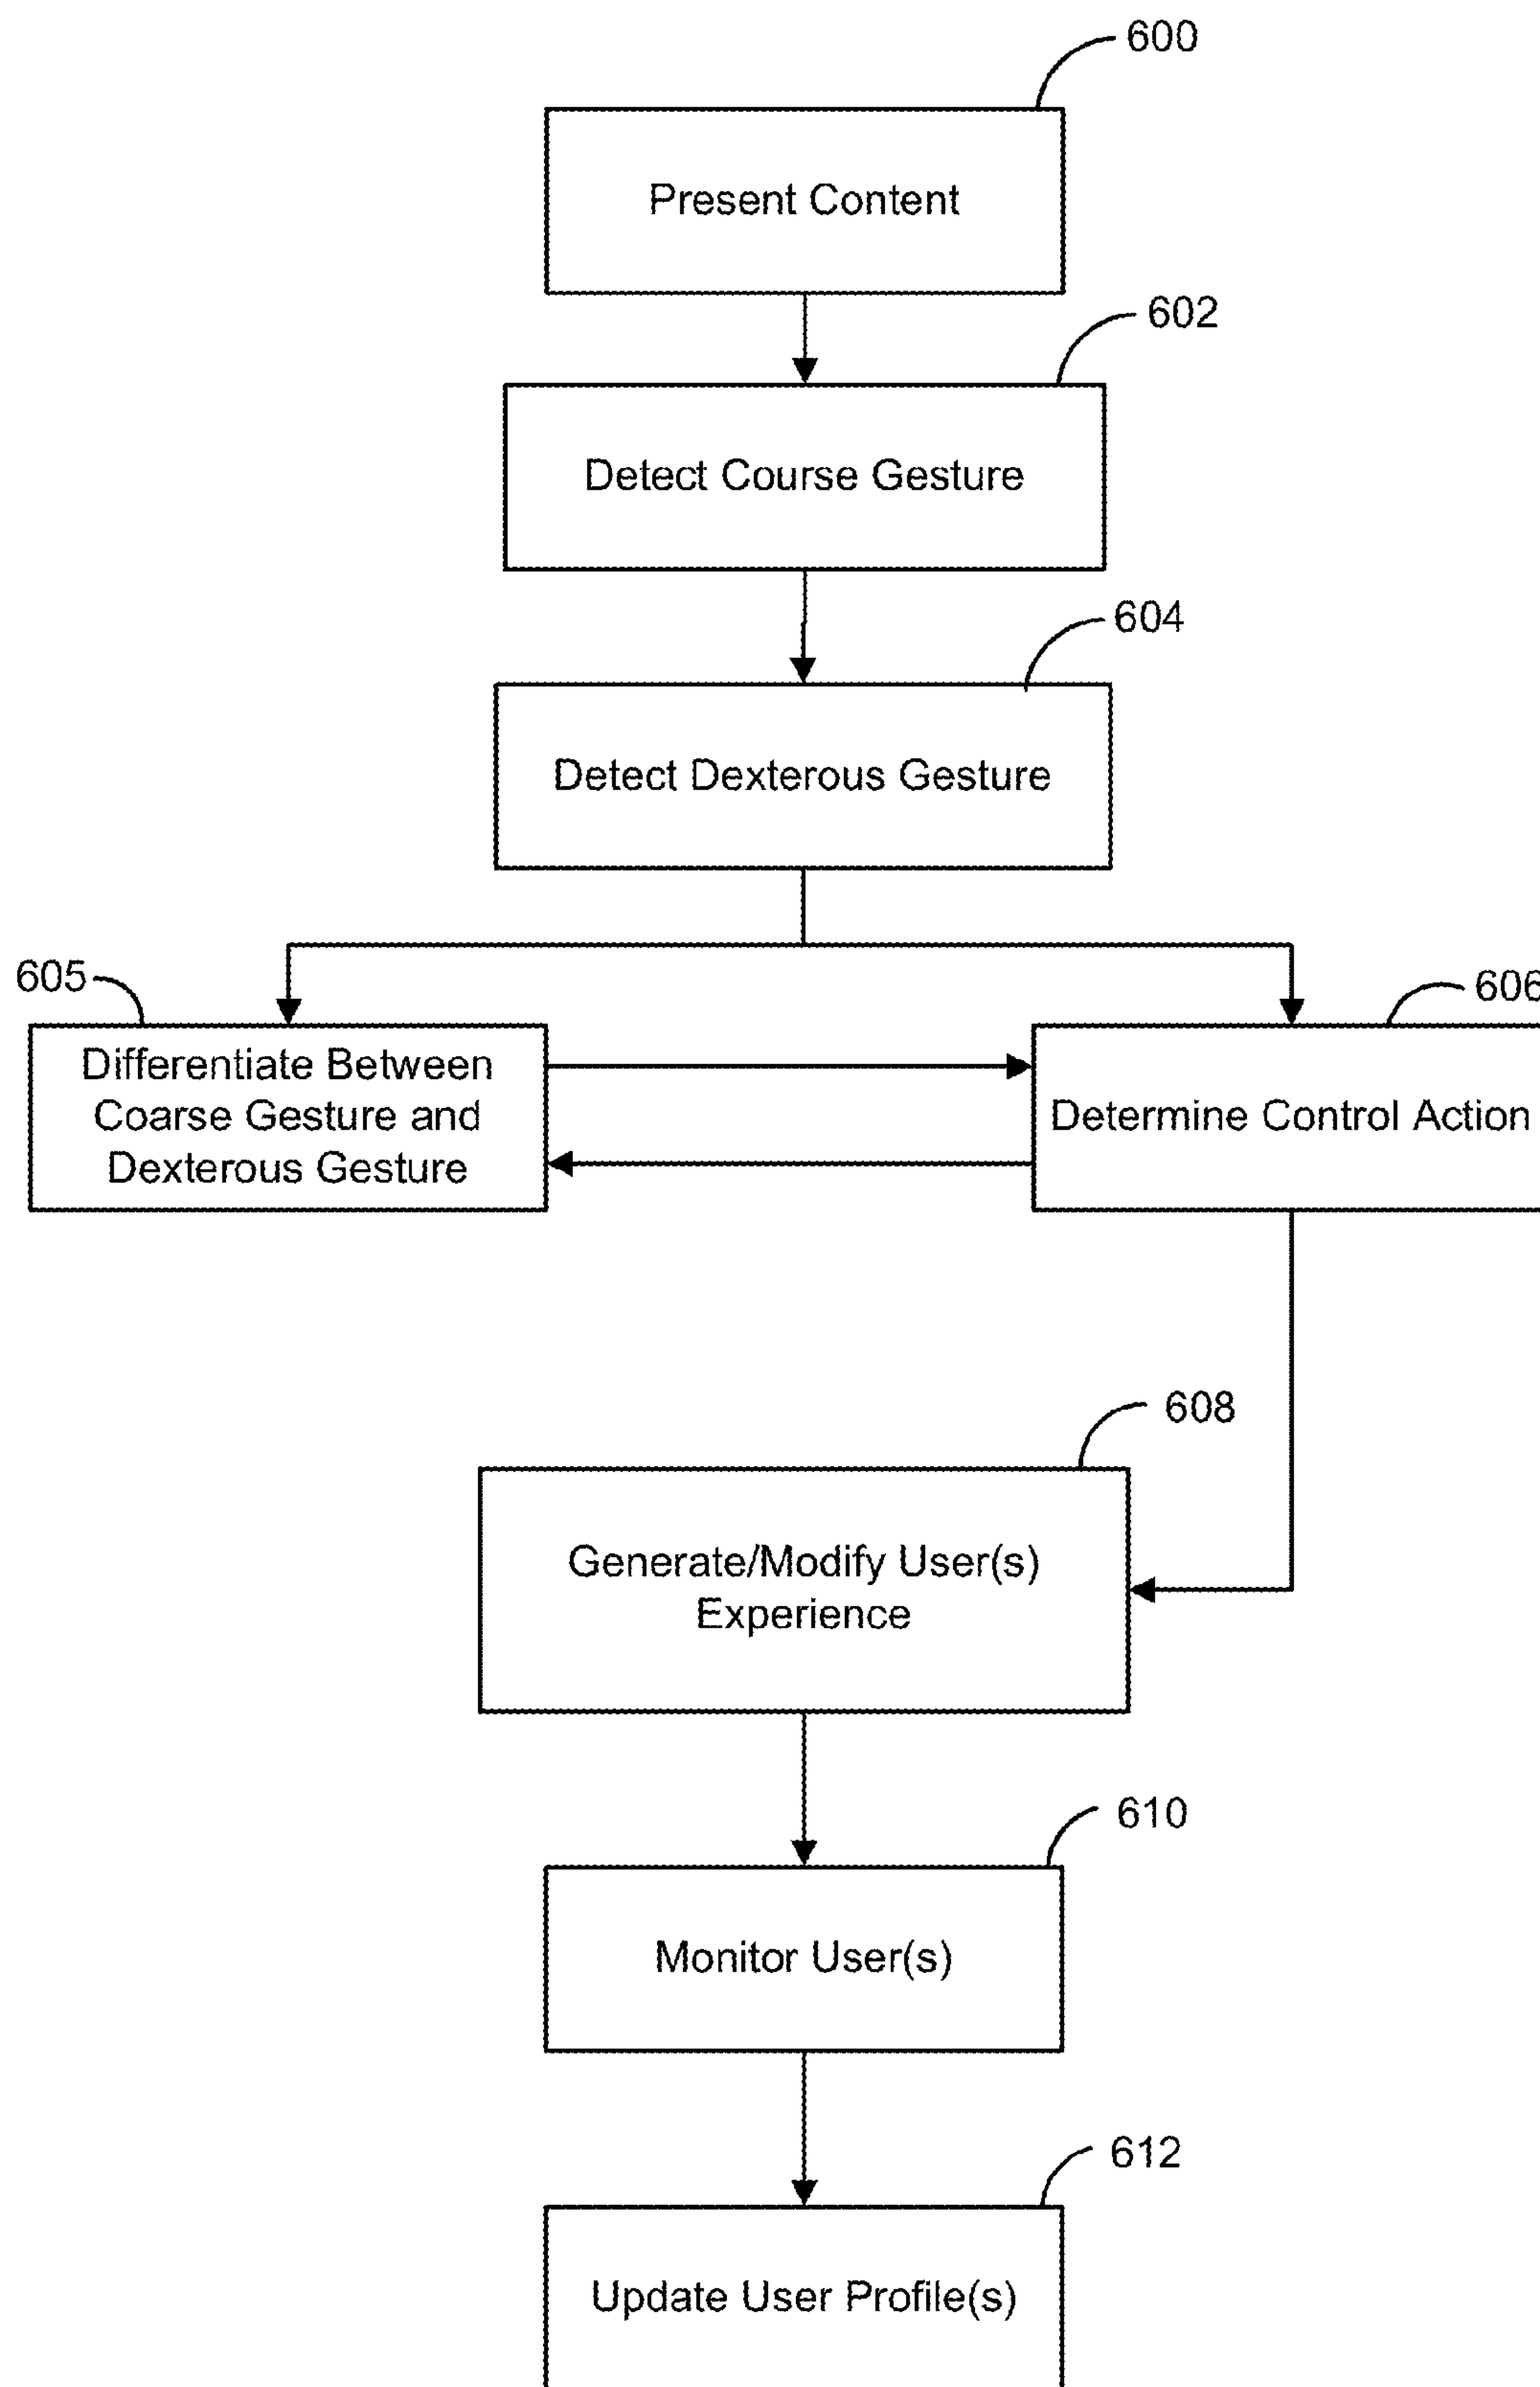 600
Present Content
602
Detect Course Gesture
604
Detect Dexterous Gesture
605
606
Differentiate Between
Coarse Gesture and
Dexterous Gesture
Determine Control Action
608
Generate/Modify User(s)
Experience
610
Monitor User(s)
612
Update User Profile(s)